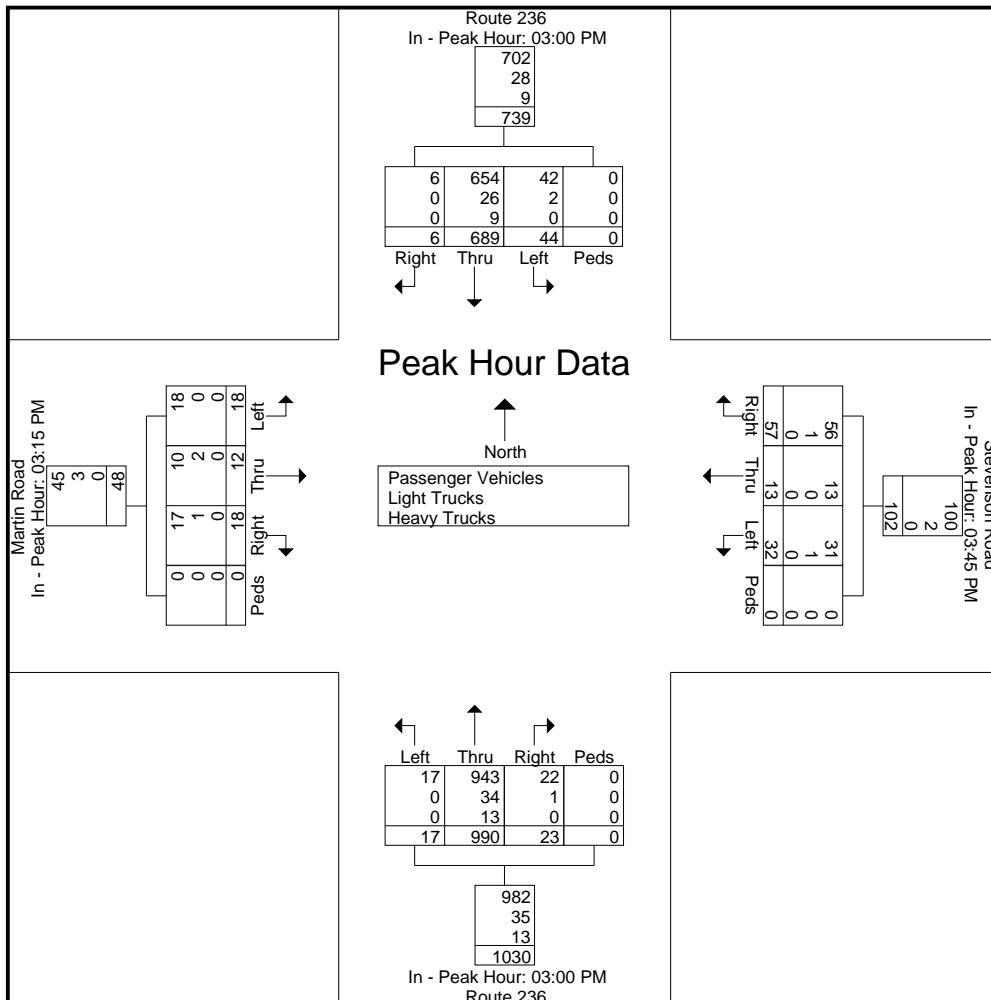 Route 236
In - Peak Hour: 03:00 PM
702
28
9
739
6 654 42 0
0 26 2 0
0 9 0 0
6 689 44 0
Right Thru Left Peds
Peak Hour Data
North
Passenger Vehicles
Light Trucks
Heavy Trucks
Martin Road
In - Peak Hour: 03:15 PM
45
3
0
48
18 0 0 18 Left
10 2 0 12 Thru
17 1 0 18 Right
0 0 0 0 Peds
Right 57 0 1 56
Thru 13 0 0 13
Left 32 0 1 31
Peds 0 0 0 0
100
2
0
102
Stevenson Road
In - Peak Hour: 03:45 PM
Left Thru Right Peds
17 943 22 0
0 34 1 0
0 13 0 0
17 990 23 0
982
35
13
1030
In - Peak Hour: 03:00 PM
Route 236